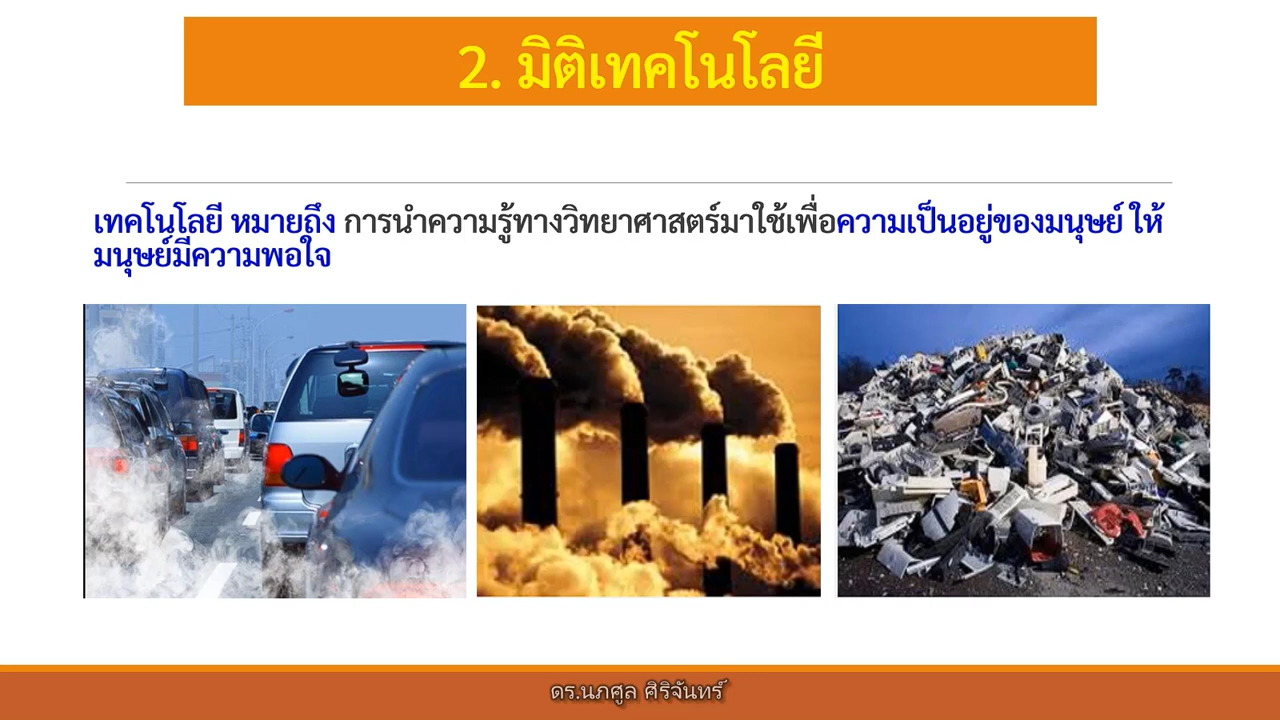 2. มิติเทคโนโลยี
เทคโนโลยี หมายถึง การนำความรู้ทางวิทยาศาสตร์มาใช้เพื่อความเป็นอยู่ของมนุษย์ ให้
มนุษย์มีความพอใจ
ดร.นภศูล ศิริจันทร์